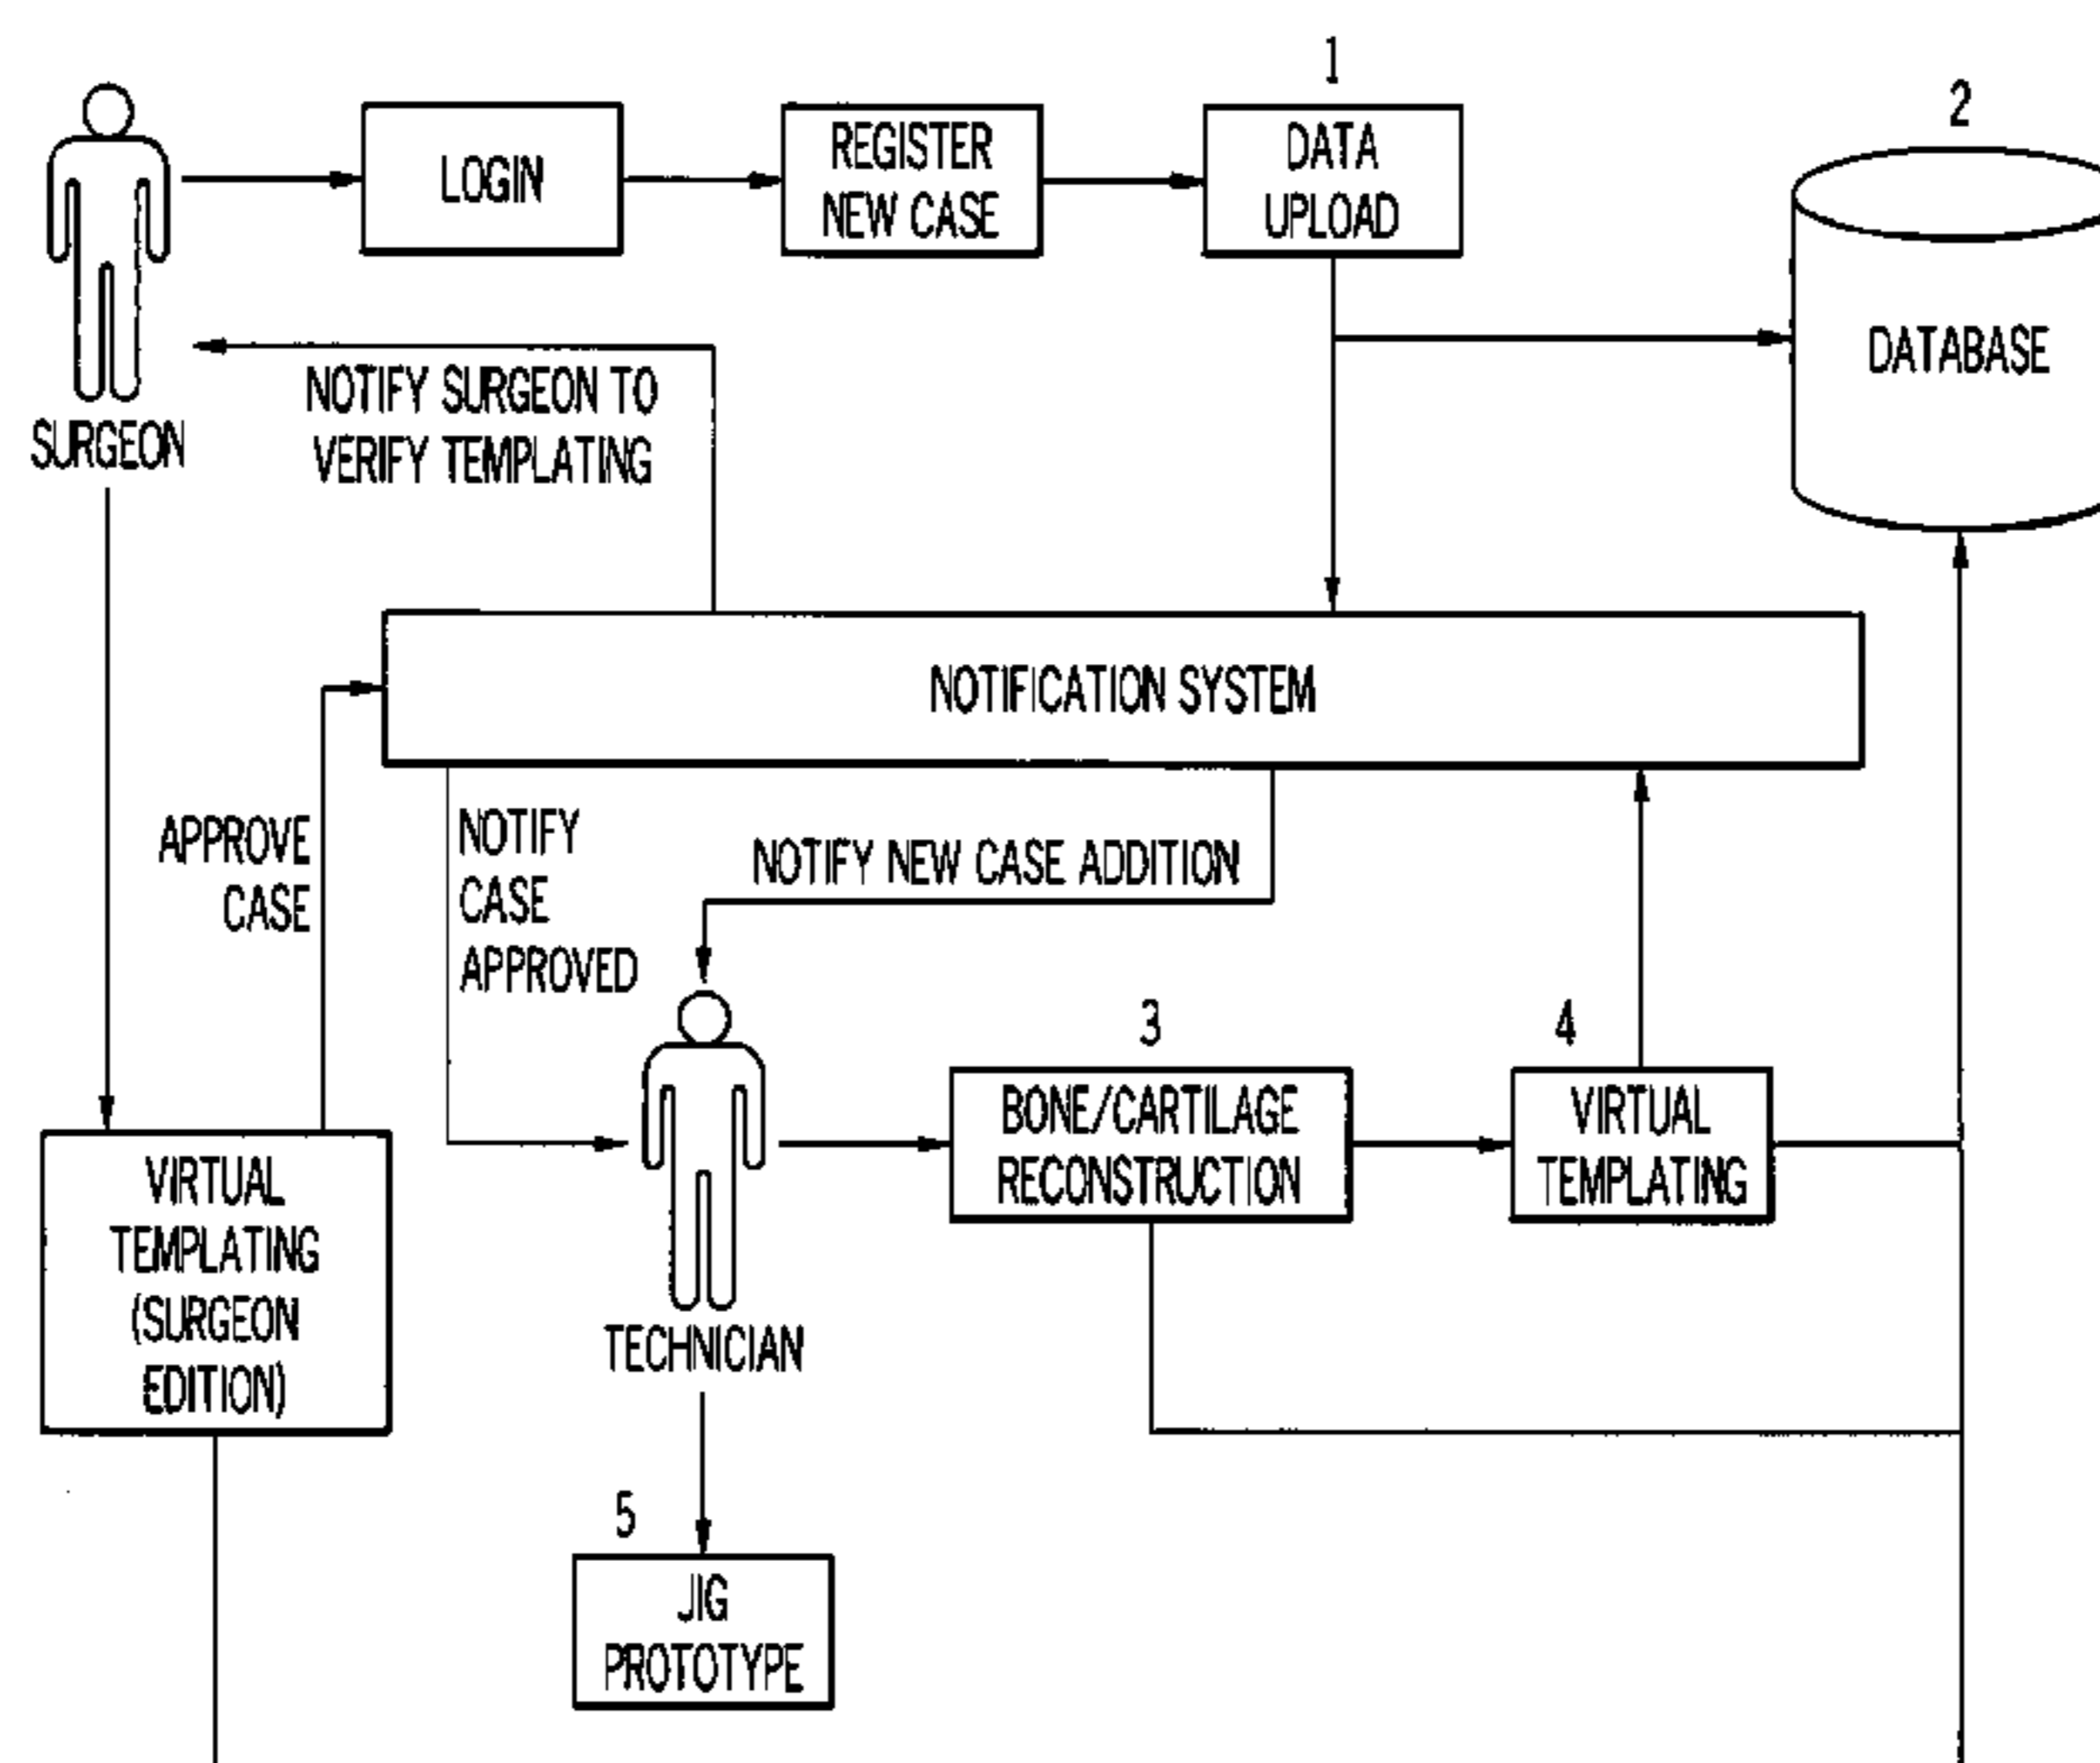 1
2
LOGIN
REGISTER
NEW CASE
DATA
UPLOAD
DATABASE
SURGEON
NOTIFY SURGEON TO
VERIFY TEMPLATING
NOTIFICATION SYSTEM
APPROVE
CASE
NOTIFY
CASE
APPROVED
NOTIFY NEW CASE ADDITION
3
4
BONE/CARTILAGE
RECONSTRUCTION
VIRTUAL
TEMPLATING
VIRTUAL
TEMPLATING
(SURGEON
EDITION)
TECHNICIAN
5
JIG
PROTOTYPE